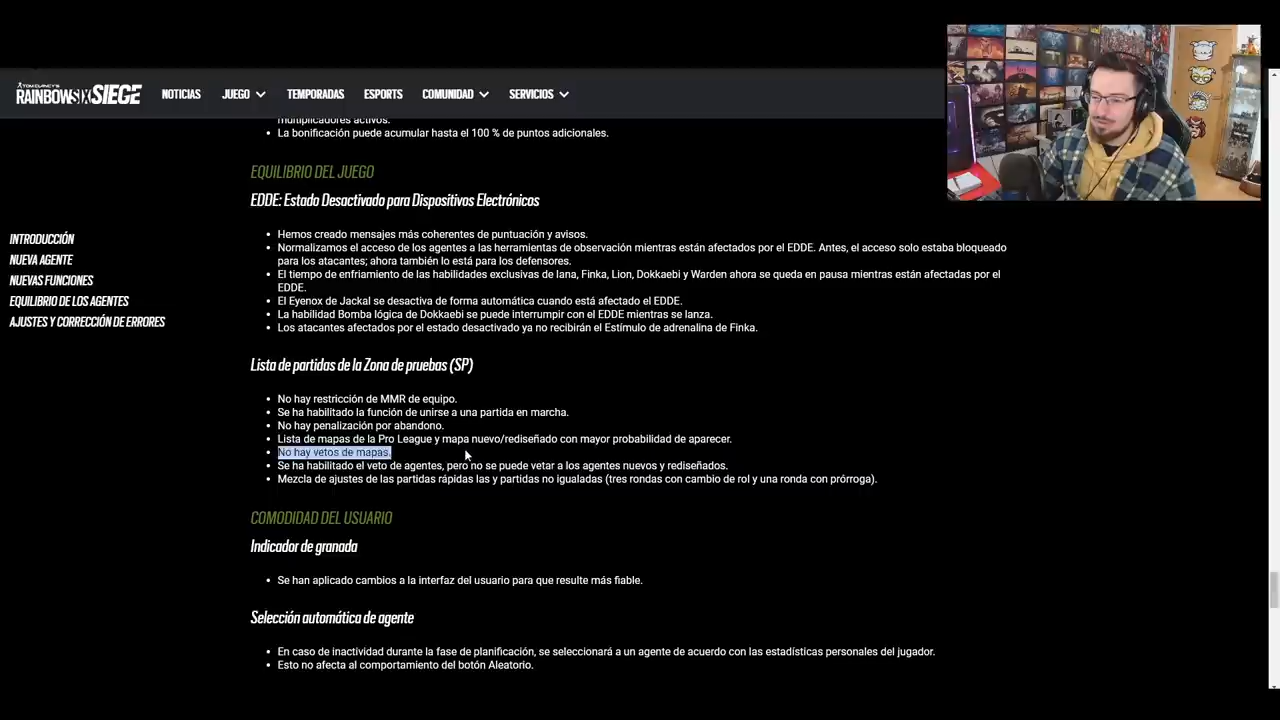 TOM CLANCY'S
RAINBOWSIX SIEGE
NOTICIAS
JUEGO
TEMPORADAS
ESPORTS
COMUNIDAD
SERVICIOS
multiplicadores activos.
• La bonificación puede acumular hasta el 100 % de puntos adicionales.
EQUILIBRIO DEL JUEGO
EDDE: Estado Desactivado para Dispositivos Electrónicos
INTRODUCCIÓN
NUEVA AGENTE
NUEVAS FUNCIONES
EQUILIBRIO DE LOS AGENTES
AJUSTES Y CORRECCIÓN DE ERRORES
• Hemos creado mensajes más coherentes de puntuación y avisos.
• Normalizamos el acceso de los agentes a las herramientas de observación mientras están afectados por el EDDE. Antes, el acceso solo estaba bloqueado
para los atacantes; ahora también lo está para los defensores.
• El tiempo de enfriamiento de las habilidades exclusivas de Iana, Finka, Lion, Dokkaebi y Warden ahora se queda en pausa mientras están afectadas por el
EDDE.
• El Eyenox de Jackal se desactiva de forma automática cuando está afectado el EDDE.
• La habilidad Bomba lógica de Dokkaebi se puede interrumpir con el EDDE mientras se lanza.
• Los atacantes afectados por el estado desactivado ya no recibirán el Estímulo de adrenalina de Finka.
Lista de partidas de la Zona de pruebas (SP)
• No hay restricción de MMR de equipo.
• Se ha habilitado la función de unirse a una partida en marcha.
• No hay penalización por abandono.
• Lista de mapas de la Pro League y mapa nuevo/rediseñado con mayor probabilidad de aparecer.
• No hay vetos de mapas.
• Se ha habilitado el veto de agentes, pero no se puede vetar a los agentes nuevos y rediseñados.
• Mezcla de ajustes de las partidas rápidas las y partidas no igualadas (tres rondas con cambio de rol y una ronda con prórroga).
COMODIDAD DEL USUARIO
Indicador de granada
• Se han aplicado cambios a la interfaz del usuario para que resulte más fiable.
Selección automática de agente
• En caso de inactividad durante la fase de planificación, se seleccionará a un agente de acuerdo con las estadísticas personales del jugador.
• Esto no afecta al comportamiento del botón Aleatorio.